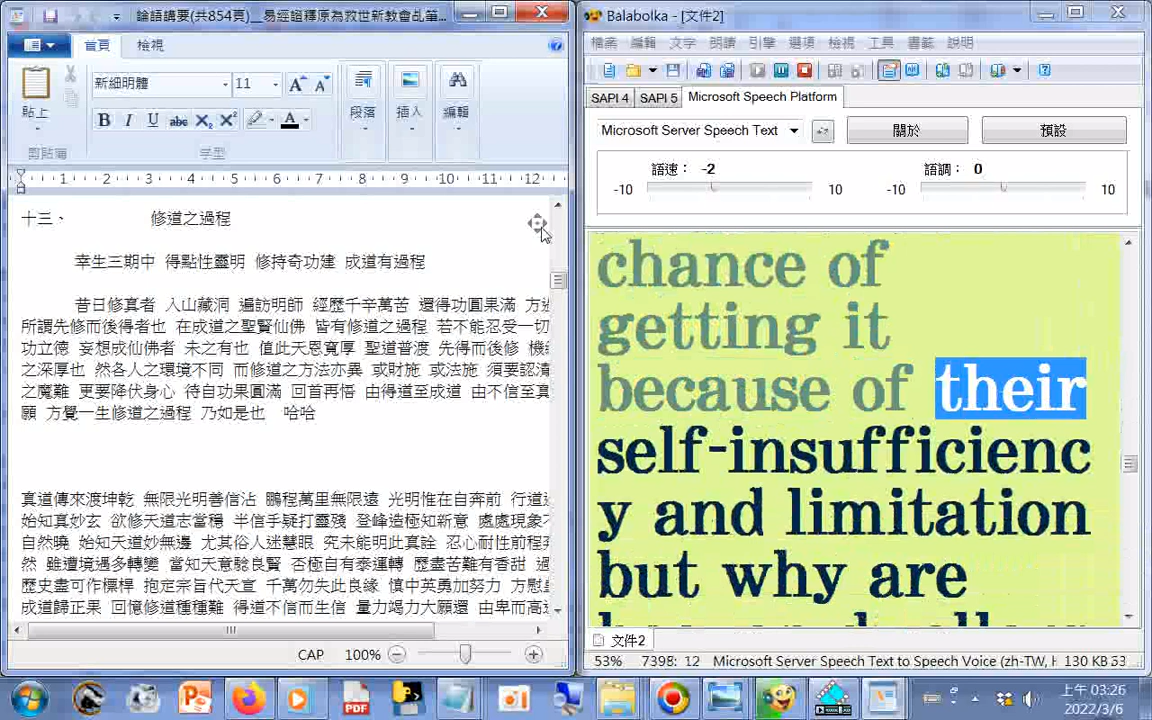 論語講要(共854頁)__易經證釋原為救世新教會乩筆...
首頁 檢視
新細明體 11
貼上
段落 插入 編輯
剪貼簿 字型
1 2 3 4 5 6 7 8 9 10 11 12
十三、 修道之過程
幸生三期中 得點性靈明 修持奇功建 成道有過程
昔日修真者 入山藏洞 遍訪明師 經歷千辛萬苦 還得功圓果滿 方
所謂先修而後得者也 在成道之聖賢仙佛 皆有修道之過程 若不能忍受一切
功立德 妄想成仙佛者 未之有也 值此天恩寬厚 聖道普渡 先得而後修 機
之深厚也 然各人之環境不同 而修道之方法亦異 或財施 或法施 須要認清
之魔難 更要降伏身心 待自功果圓滿 回首再悟 由得道至成道 由不信至真
願 方覺一生修道之過程 乃如是也 哈哈
真道傳來渡坤乾 無限光明善信沾 鵬程萬里無限遠 光明惟在自奔前 行道
始知真妙玄 欲修天道志當穩 半信半疑打靈殘 登峰造極知新意 處處現象
自然曉 始知天道妙無邊 尤其俗人迷慧眼 究未能明此真詮 忍心耐性前程
然 雖遭境遇多轉變 當知天意驗良賢 否極自有泰運轉 歷盡苦難有香甜
歷史盡可作標桿 抱定宗旨代天宣 千萬勿失此良緣 慎中英勇加努力 方慰
成道歸正果 回憶修道種種難 得道不信而生信 量力竭力大願還 由卑而高
CAP 100%
Balabolka - [文件2]
檔案 編輯 文字 朗讀 引擎 選項 檢視 工具 書籤 說明
SAPI 4 SAPI 5 Microsoft Speech Platform
Microsoft Server Speech Text 關於 預設
語速： -2 語調： 0
-10 10 -10 10
chance of
getting it
because of their
self-insufficienc
y and limitation
but why are
文件2
53% 7398: 12 Microsoft Server Speech Text to Speech Voice (zh-TW, H 130 KB 53
上午 03:26
2022/3/6